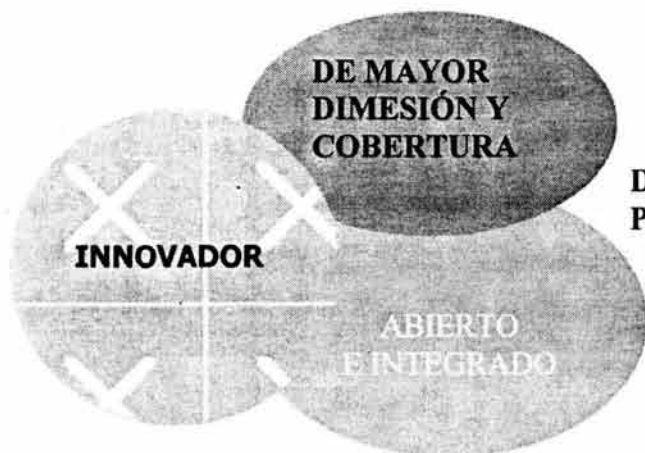 DE MAYOR
DIMESIÓN Y
COBERTURA
INNOVADOR
ABIERTO
E INTEGRADO